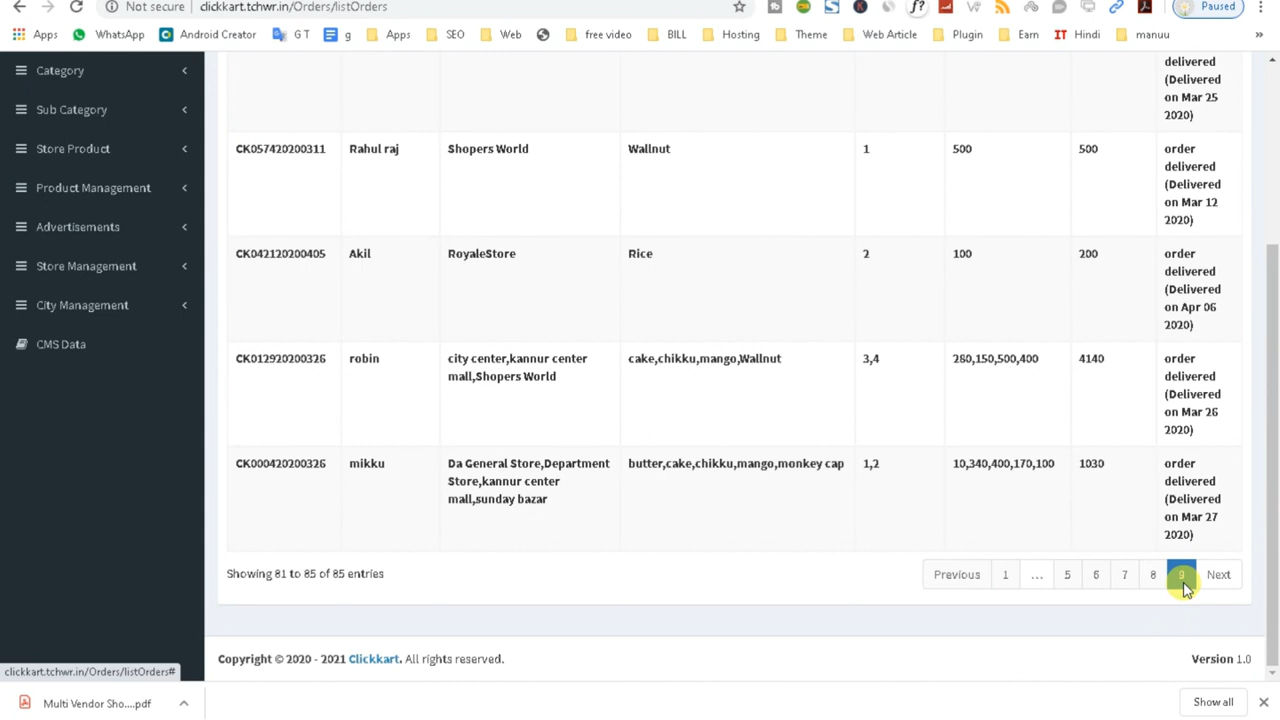 Not secure clickkart.tchwr.in/Orders/listOrders Paused
Apps WhatsApp Android Creator G T g Apps SEO Web free video BILL Hosting Theme Web Article Plugin Earn IT Hindi manuu »
Category
Sub Category
Store Product
Product Management
Advertisements
Store Management
City Management
CMS Data
delivered
(Delivered
on Mar 25
2020)
CK057420200311 Rahul raj Shopers World Wallnut 1 500 500 order
delivered
(Delivered
on Mar 12
2020)
CK042120200405 Akil RoyaleStore Rice 2 100 200 order
delivered
(Delivered
on Apr 06
2020)
CK012920200326 robin city center,kannur center cake,chikku,mango,Wallnut 3,4 280,150,500,400 4140 order
mall,Shopers World delivered
(Delivered
on Mar 26
2020)
CK000420200326 mikku Da General Store,Department butter,cake,chikku,mango,monkey cap 1,2 10,340,400,170,100 1030 order
Store,kannur center delivered
mall,sunday bazar (Delivered
on Mar 27
2020)
Showing 81 to 85 of 85 entries Previous 1 ... 5 6 7 8 9 Next
Copyright © 2020 - 2021 Clickkart. All rights reserved. Version 1.0
clickkart.tchwr.in/Orders/listOrders#
Multi Vendor Sho....pdf Show all